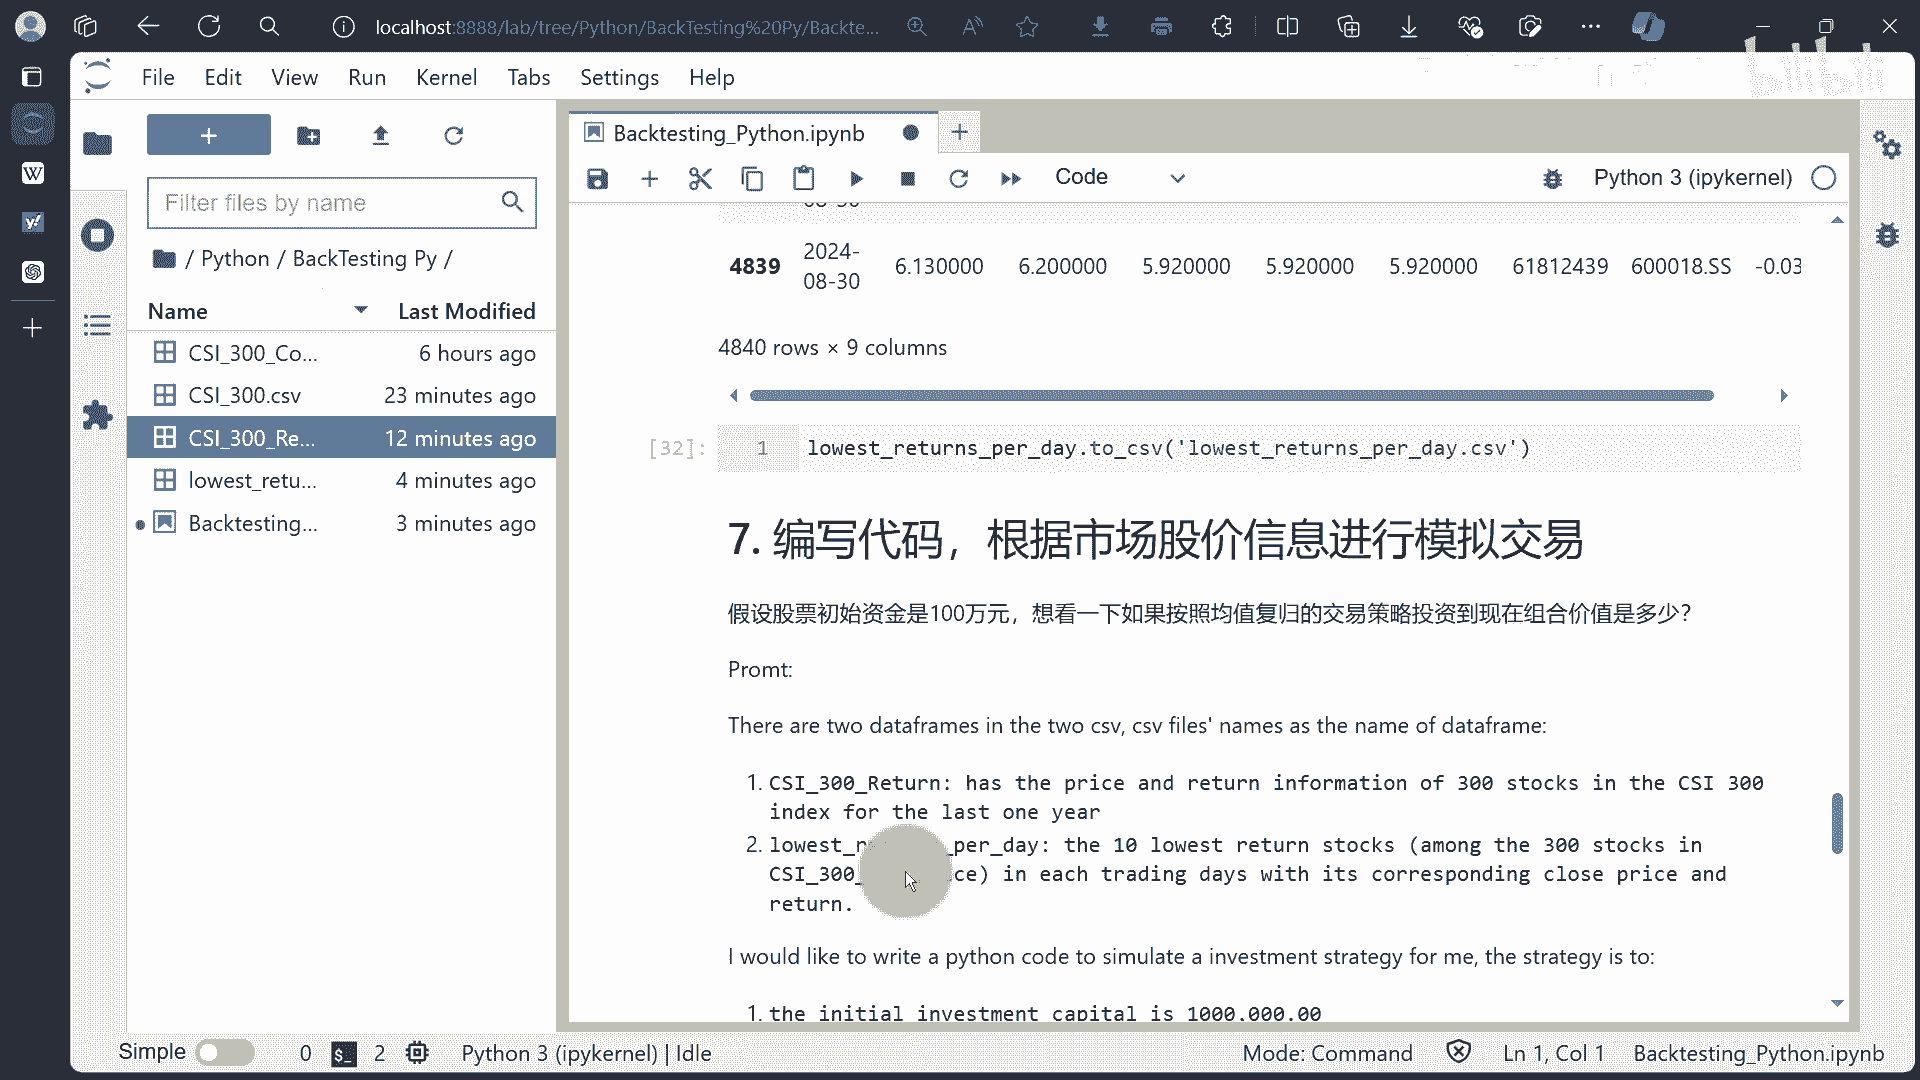 localhost:8888/lab/tree/Python/BackTesting%20Py/Backte...
bilibili
File Edit View Run Kernel Tabs Settings Help
Backtesting_Python.ipynb
Filter files by name
Code
Python 3 (ipykernel)
/ Python / BackTesting Py /
Name Last Modified
CSI_300_Co... 6 hours ago
CSI_300.csv 23 minutes ago
CSI_300_Re... 12 minutes ago
lowest_retu... 4 minutes ago
Backtesting... 3 minutes ago
08-30
4839 2024-08-30 6.130000 6.200000 5.920000 5.920000 5.920000 61812439 600018.SS -0.03
4840 rows × 9 columns
[32]: 1 lowest_returns_per_day.to_csv('lowest_returns_per_day.csv')
7. 编写代码，根据市场股价信息进行模拟交易
假设股票初始资金是100万元，想看一下如果按照均值复归的交易策略投资到现在组合价值是多少？
Promt:
There are two dataframes in the two csv, csv files' names as the name of dataframe:
1. CSI_300_Return: has the price and return information of 300 stocks in the CSI 300
index for the last one year
2. lowest_r per_day: the 10 lowest return stocks (among the 300 stocks in
CSI_300_ ce) in each trading days with its corresponding close price and
return.
I would like to write a python code to simulate a investment strategy for me, the strategy is to:
1. the initial investment capital is 1000,000.00
Simple 0 2 Python 3 (ipykernel) | Idle Mode: Command Ln 1, Col 1 Backtesting_Python.ipynb